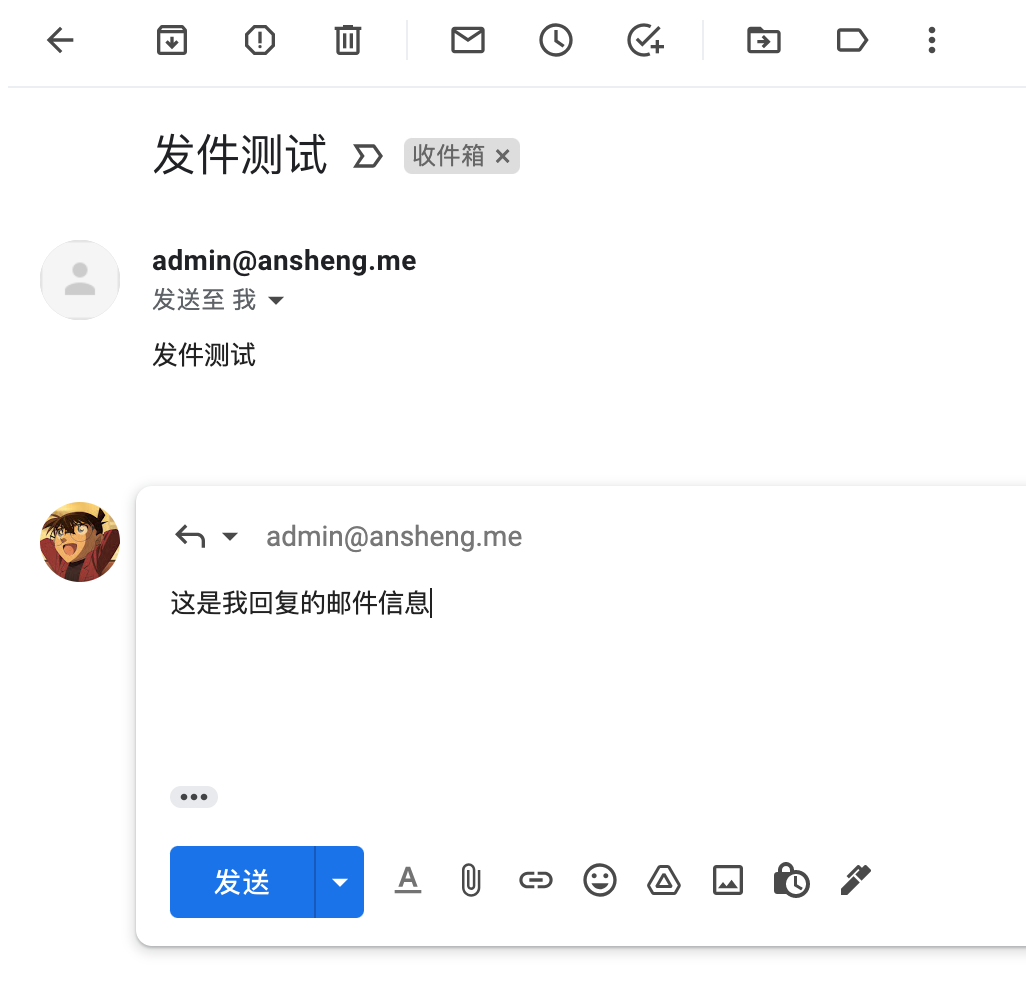 发件测试 收件箱 ×
admin@ansheng.me
发送至 我
发件测试
admin@ansheng.me
这是我回复的邮件信息
发送 A